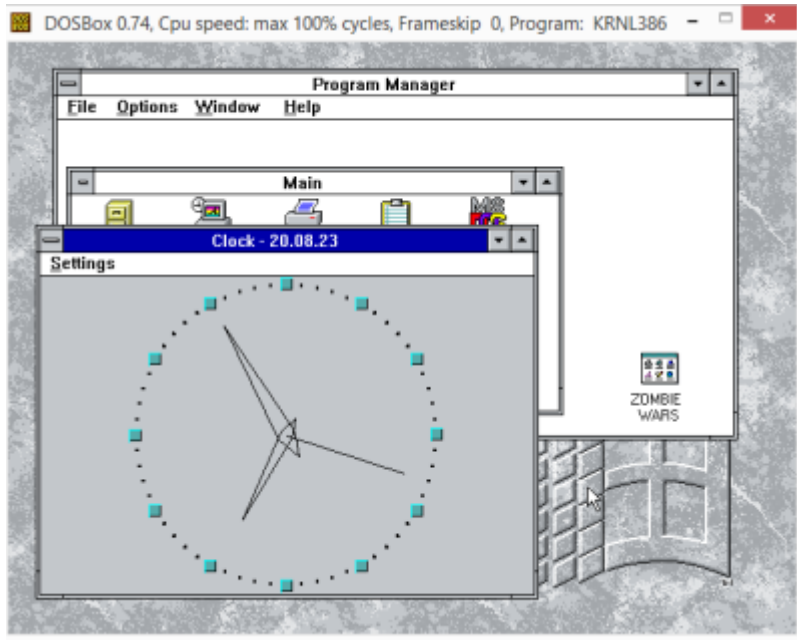 DOSBox 0.74, Cpu speed: max 100% cycles, Frameskip 0, Program: KRNL386
Program Manager
File Options Window Help
Main
Clock - 20.08.23
Settings
ZOMBIE
WARS